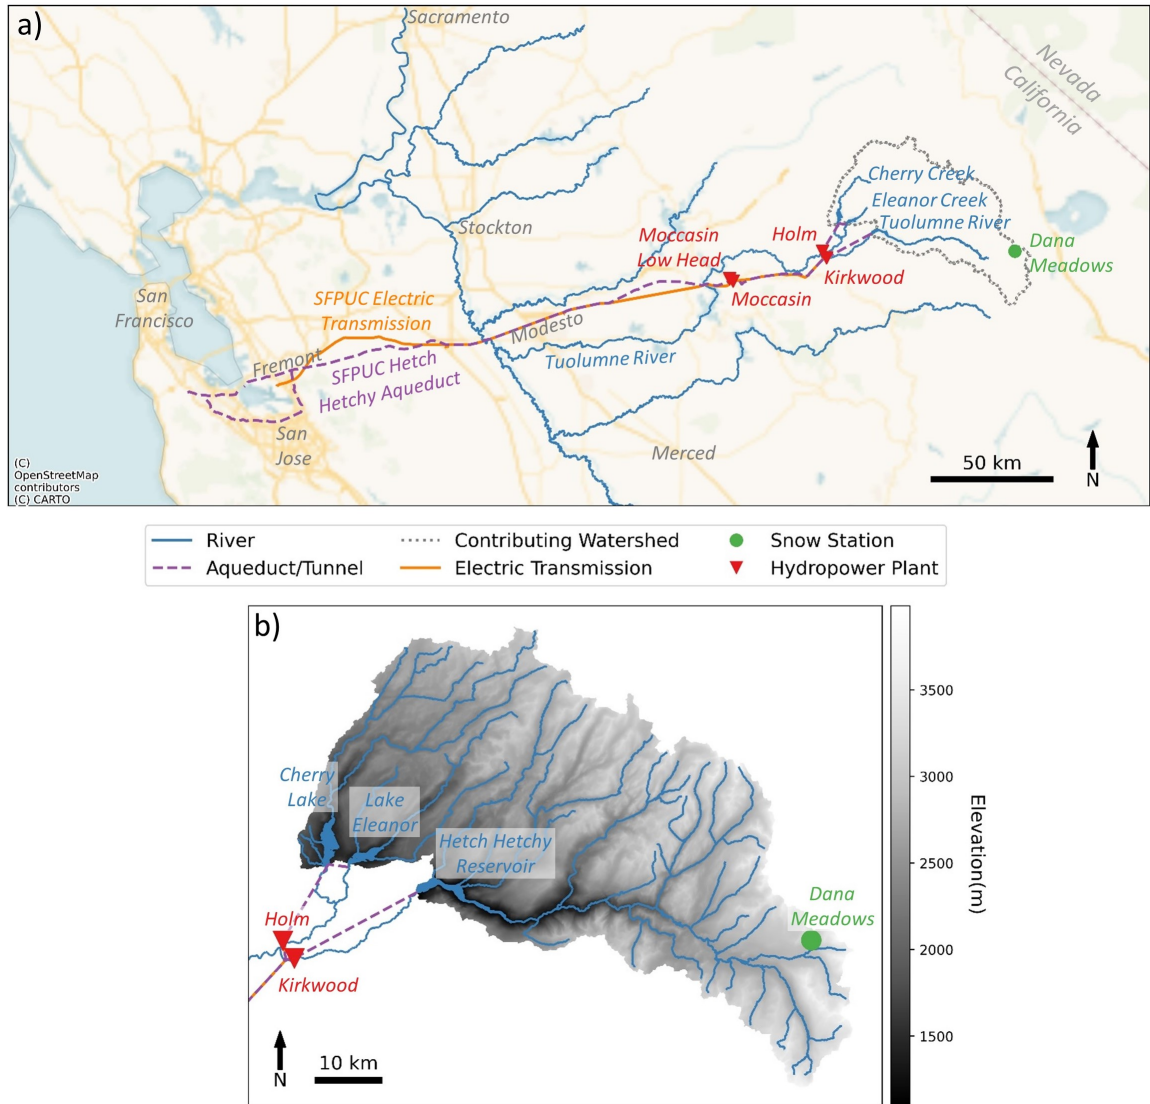 a)
Sacramento
Nevada
California
Cherry Creek
Eleanor Creek
Tuolumne River
Stockton
Moccasin
Low Head
Holm
Dana
Meadows
Kirkwood
Moccasin
San
Francisco
SFPUC Electric
Transmission
Modesto
Fremont
Tuolumne River
SFPUC Hetch
Hetchy Aqueduct
San
Jose
Merced
50 km
N
(C)
OpenStreetMap
contributors
(C) CARTO
River
Contributing Watershed
Snow Station
Aqueduct/Tunnel
Electric Transmission
Hydropower Plant
b)
Cherry
Lake
Lake
Eleanor
Hetch Hetchy
Reservoir
Dana
Meadows
Holm
Kirkwood
N
10 km
3500
3000
2500
2000
1500
Elevation(m)